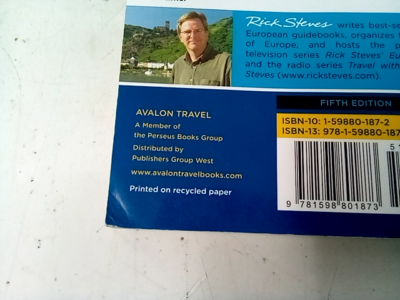 Rick Steves writes best-se
European guidebooks, organizes
of Europe, and hosts the p
television series Rick Steves' Eu
and the radio series Travel with
Steves (www.ricksteves.com).
FIFTH EDITION
ISBN-10: 1-59880-187-2
ISBN-13: 978-1-59880-187
AVALON TRAVEL
A Member of
the Perseus Books Group
Distributed by
Publishers Group West
www.avalontravelbooks.com
Printed on recycled paper
5 1
9 781598 801873